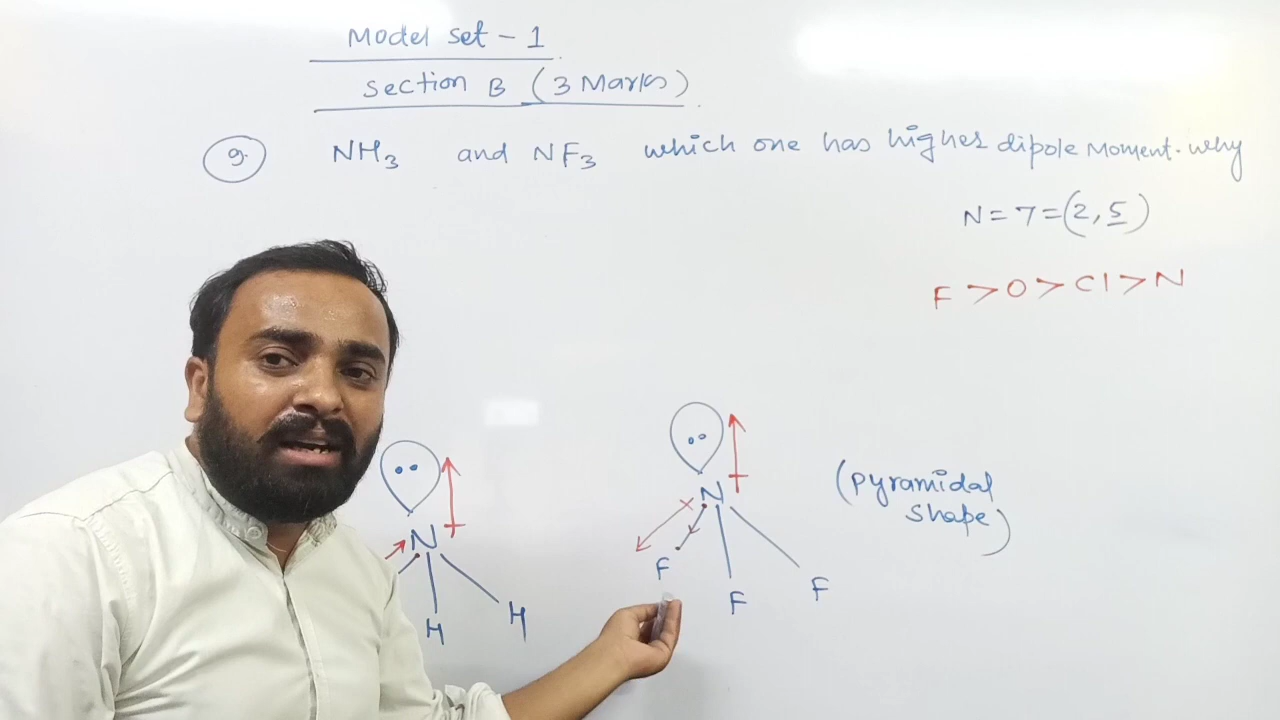 Model set - 1
Section B (3 Marks)
9. NH₃ and NF₃ which one has higher dipole Moment. why
N = 7 = (2, 5)
F > O > Cl > N
N
N
(pyramidal
shape)
F
H
H
F
F